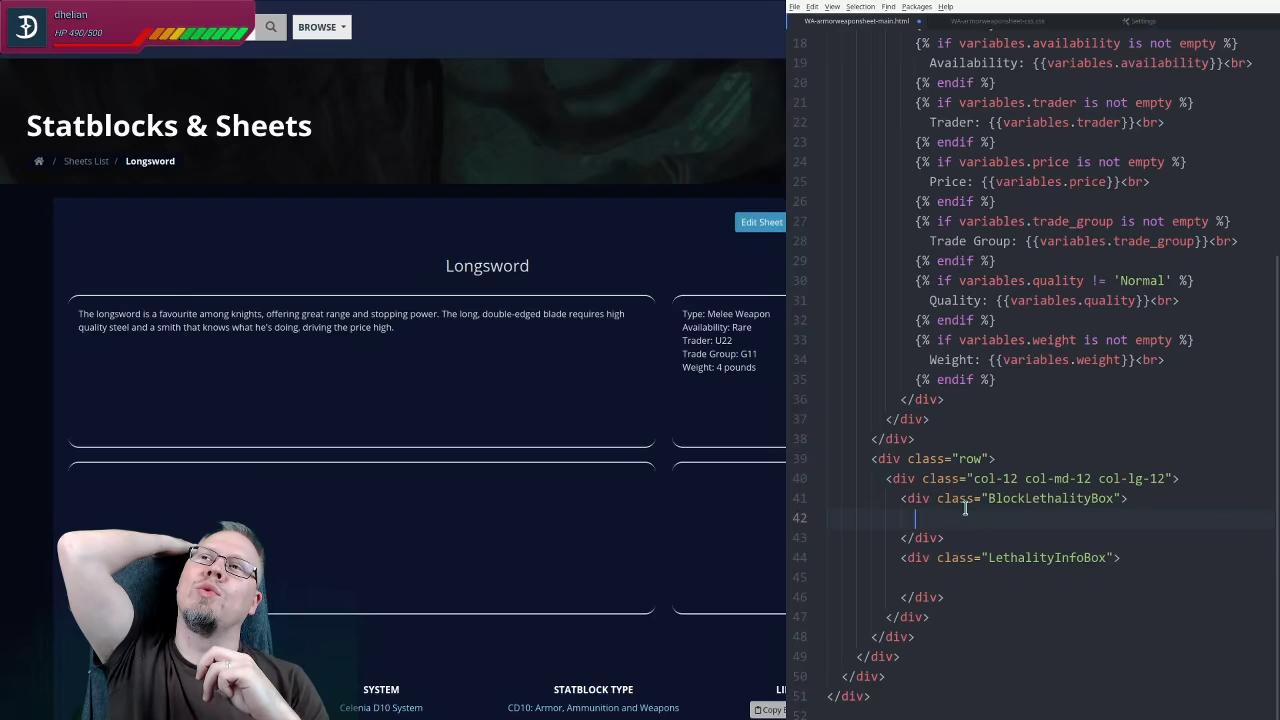 dhelian
HP 490/500
BROWSE
Statblocks & Sheets
/ Sheets List / Longsword
Edit Sheet
Longsword
The longsword is a favourite among knights, offering great range and stopping power. The long, double-edged blade requires high
quality steel and a smith that knows what he's doing, driving the price high.
Type: Melee Weapon
Availability: Rare
Trader: U22
Trade Group: G11
Weight: 4 pounds
SYSTEM
Celenia D10 System
STATBLOCK TYPE
CD10: Armor, Ammunition and Weapons
Copy
File Edit View Selection Find Packages Help
WA-armorweaponsheet-main.html
WA-armorweaponsheet-css.css
Settings
18 {% if variables.availability is not empty %}
19 Availability: {{variables.availability}}<br>
20 {% endif %}
21 {% if variables.trader is not empty %}
22 Trader: {{variables.trader}}<br>
23 {% endif %}
24 {% if variables.price is not empty %}
25 Price: {{variables.price}}<br>
26 {% endif %}
27 {% if variables.trade_group is not empty %}
28 Trade Group: {{variables.trade_group}}<br>
29 {% endif %}
30 {% if variables.quality != 'Normal' %}
31 Quality: {{variables.quality}}<br>
32 {% endif %}
33 {% if variables.weight is not empty %}
34 Weight: {{variables.weight}}<br>
35 {% endif %}
36 </div>
37 </div>
38 </div>
39 <div class="row">
40 <div class="col-12 col-md-12 col-lg-12">
41 <div class="BlockLethalityBox">
42
43 </div>
44 <div class="LethalityInfoBox">
45
46 </div>
47 </div>
48 </div>
49 </div>
50 </div>
51 </div>
52